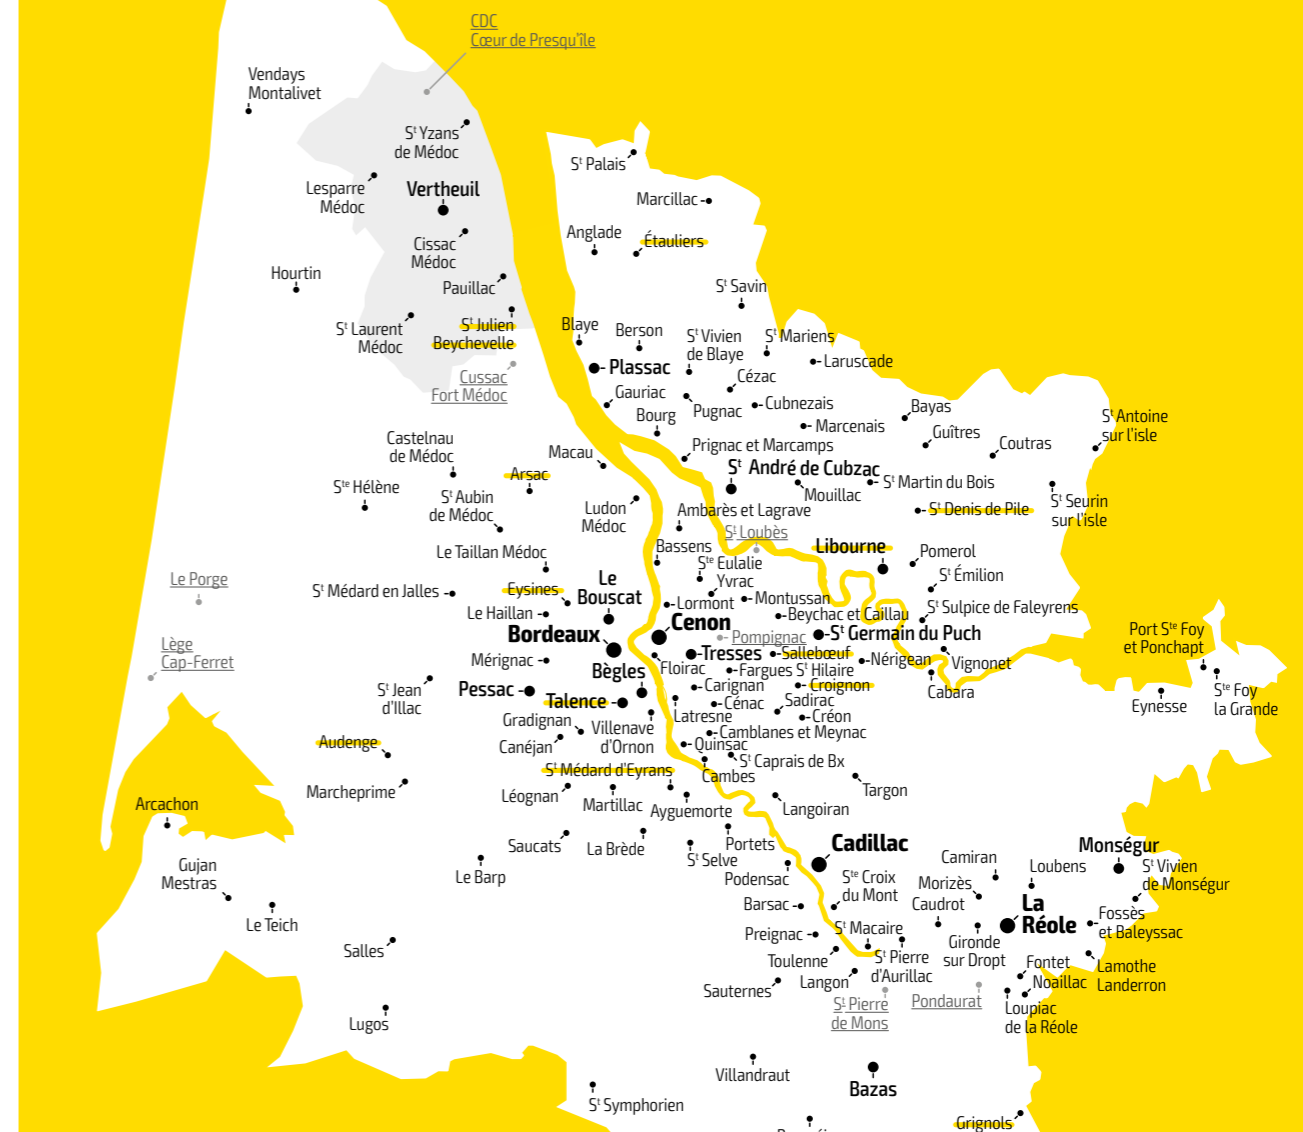 CDC
Cœur de Presqu'île
Vendays
Montalivet
St Yzans
de Médoc
St Palais
Lesparre
Médoc
Vertheuil
Marcillac
Anglade
Étauliers
Cissac
Médoc
Hourtin
Pauillac
St Savin
St Laurent
Médoc
St Julien
Beychevelle
Blaye
Berson
St Vivien
de Blaye
St Mariens
Laruscade
Plassac
Cussac
Fort Médoc
Cézac
Gauriac
Pugnac
Cubnezais
Bayas
Bourg
Marcenais
Guîtres
St Antoine
sur l'isle
Coutras
Castelnau
de Médoc
Macau
Prignac et Marcamps
Arsac
St André de Cubzac
St Martin du Bois
Mouillac
Ste Hélène
St Aubin
de Médoc
Ludon
Médoc
Ambarès et Lagrave
St Denis de Pile
St Seurin
sur l'isle
St Loubès
Le Taillan Médoc
Bassens
Libourne
Pomerol
Ste Eulalie
Yvrac
St Émilion
Le Porge
St Médard en Jalles
Eysines
Le
Bouscat
Montussan
Lormont
Beychac et Caillau
St Sulpice de Faleyrens
Le Haillan
Cenon
Bordeaux
Pompignac
St Germain du Puch
Port Ste Foy
et Ponchapt
Lège
Cap-Ferret
Mérignac
Tresses
Sallebœuf
Nérigean
Vignonet
Floirac
Fargues St Hilaire
Bègles
St Jean
d'Illac
Pessac
Carignan
Croignon
Cabara
Ste Foy
la Grande
Eynesse
Talence
Cénac
Sadirac
Latresne
Créon
Gradignan
Villenave
d'Ornon
Camblanes et Meynac
Canéjan
Quinsac
Audenge
St Caprais de Bx
St Médard d'Eyrans
Cambes
Marcheprime
Léognan
Martillac
Targon
Arcachon
Ayguemorte
Langoiran
Saucats
La Brède
Portets
St Selve
Cadillac
Monségur
Gujan
Mestras
Le Barp
Podensac
Ste Croix
du Mont
Camiran
Loubens
St Vivien
de Monségur
Morizès
Barsac
Caudrot
La
Réole
Fossès
et Baleyssac
Le Teich
Preignac
St Macaire
Gironde
sur Dropt
Salles
Toulenne
St Pierre
d'Aurillac
Fontet
Lamothe
Landerron
Sauternes
Langon
Noaillac
St Pierre
de Mons
Pondaurat
Loupiac
de la Réole
Lugos
Villandraut
Bazas
St Symphorien
Grignols